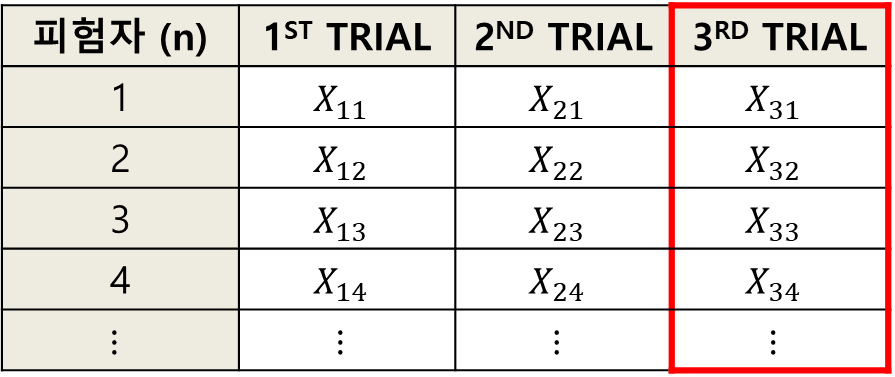 피험자 (n) 1ST TRIAL 2ND TRIAL 3RD TRIAL
1 X11 X21 X31
2 X12 X22 X32
3 X13 X23 X33
4 X14 X24 X34
⋮ ⋮ ⋮ ⋮